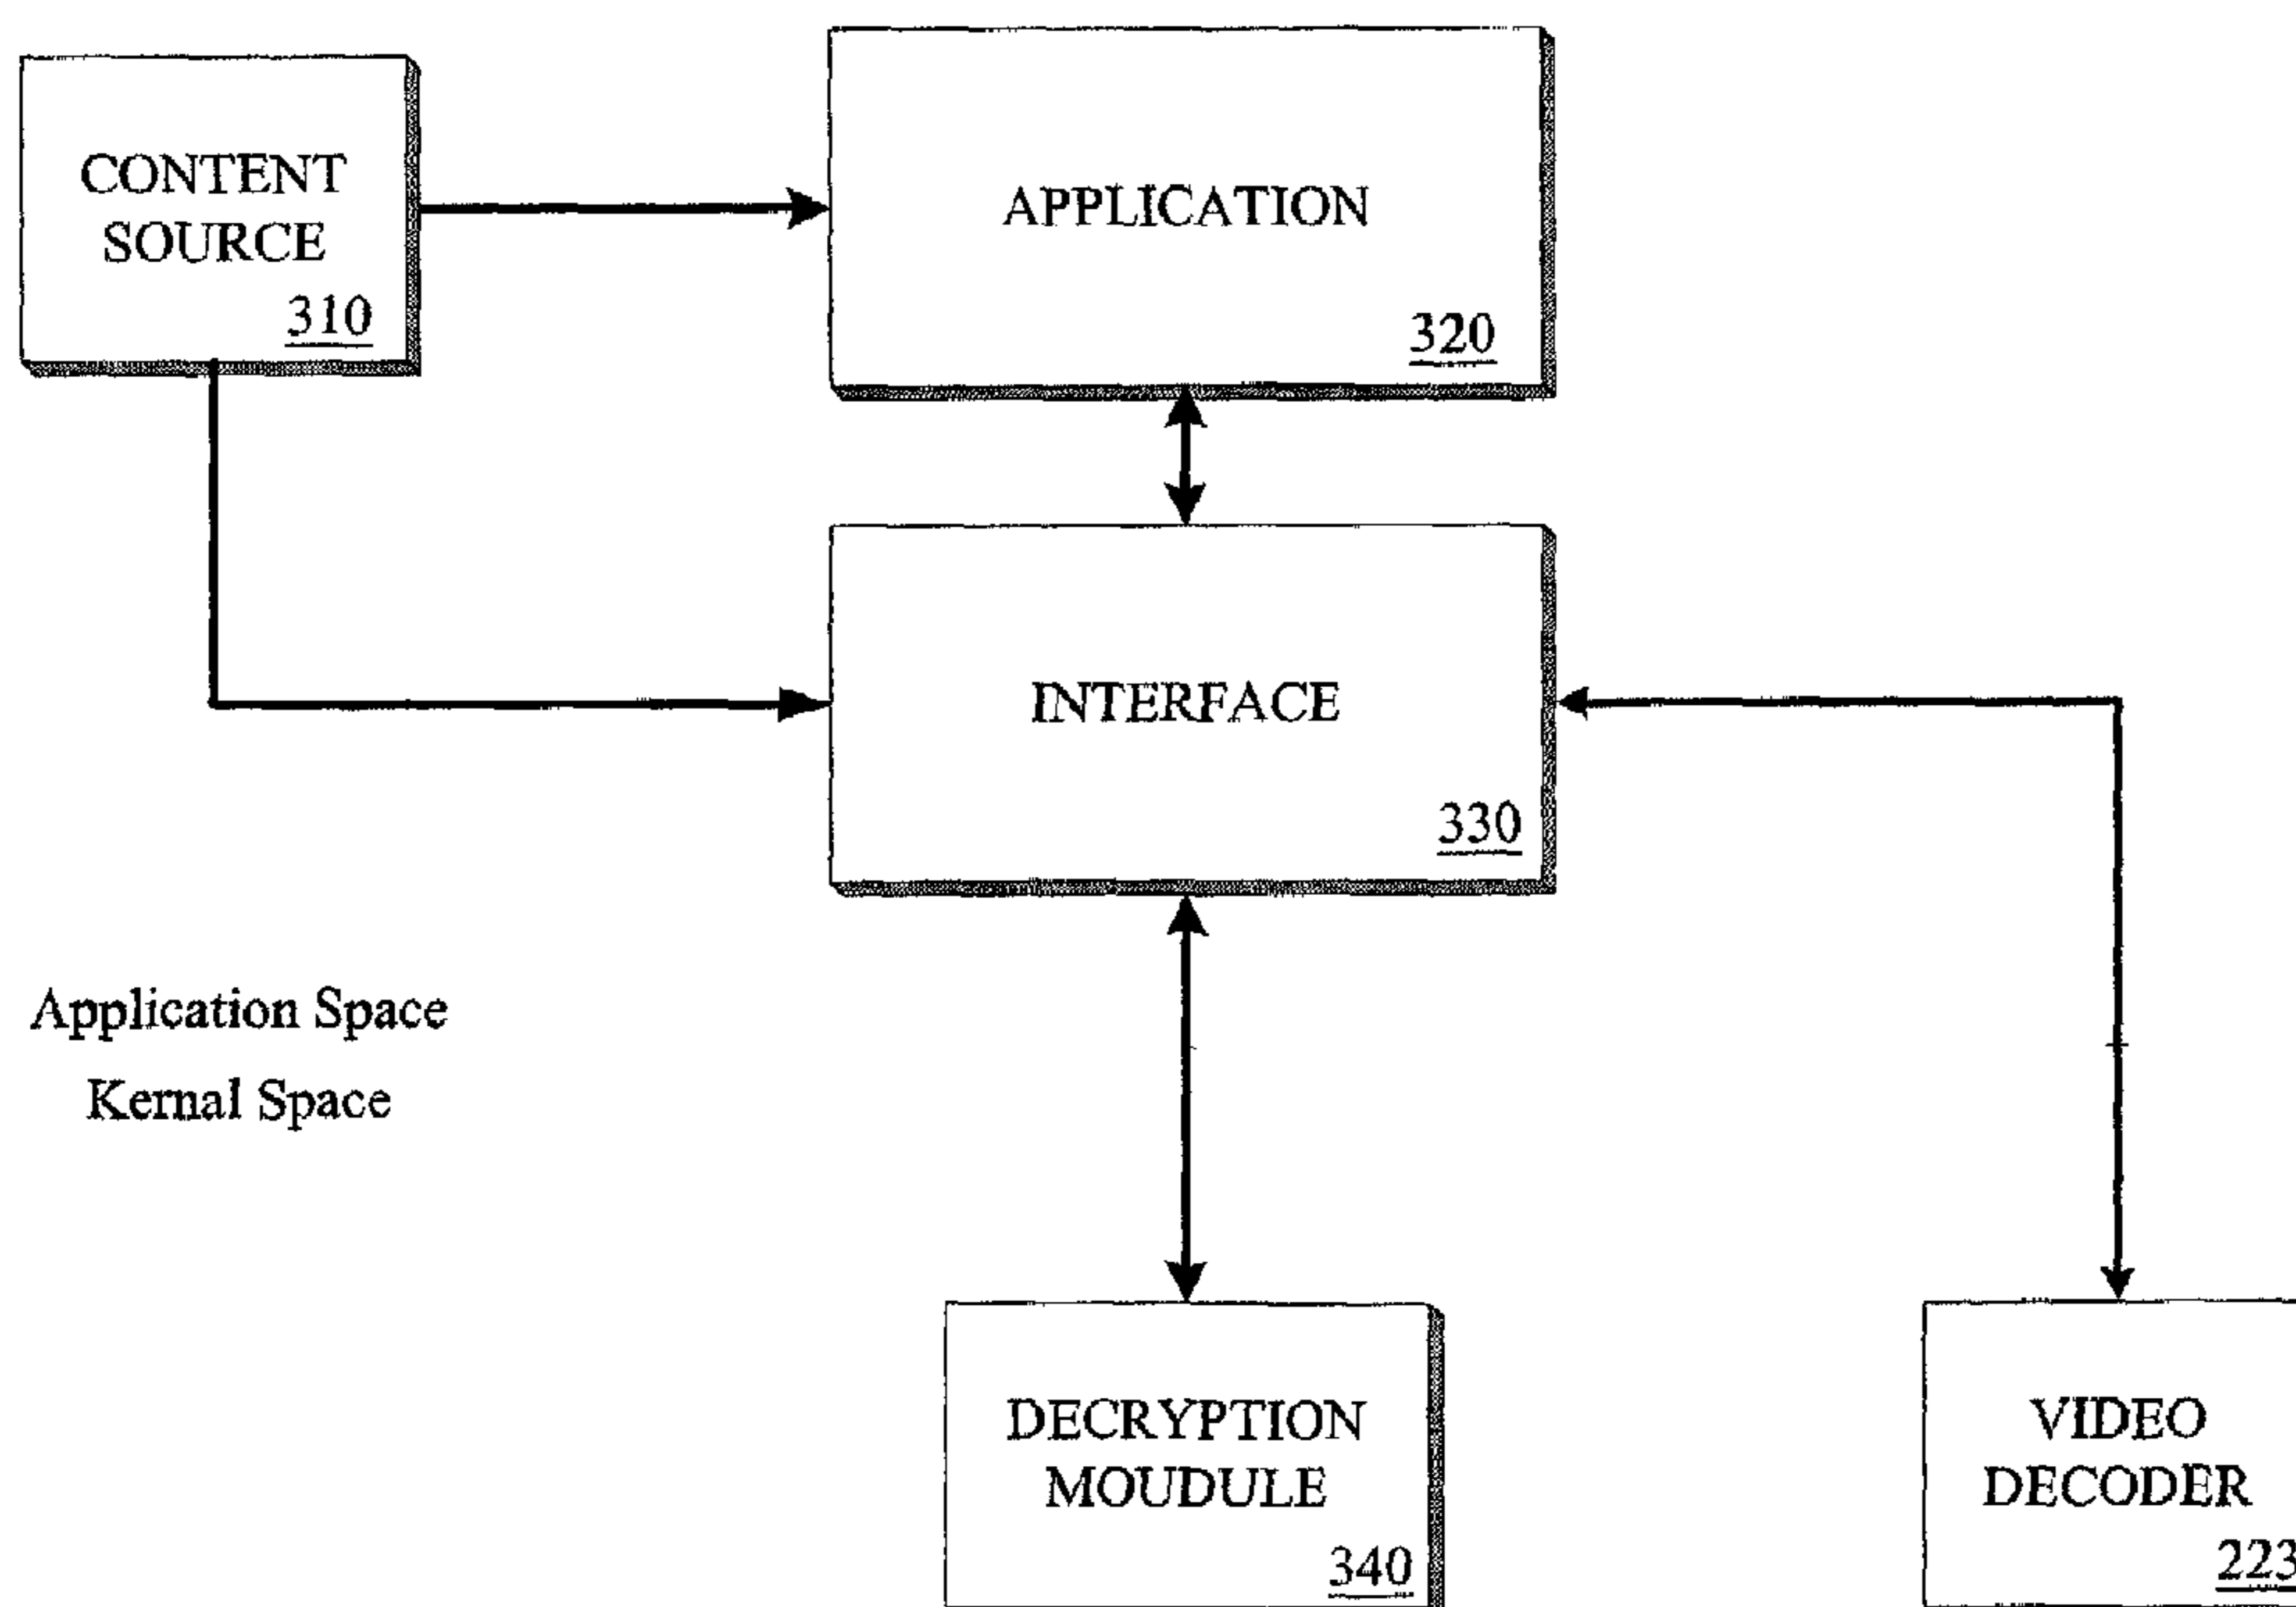 CONTENT
SOURCE
310
APPLICATION
320
INTERFACE
330
Application Space
Kernal Space
DECRYPTION
MOUDULE
340
VIDEO
DECODER
223